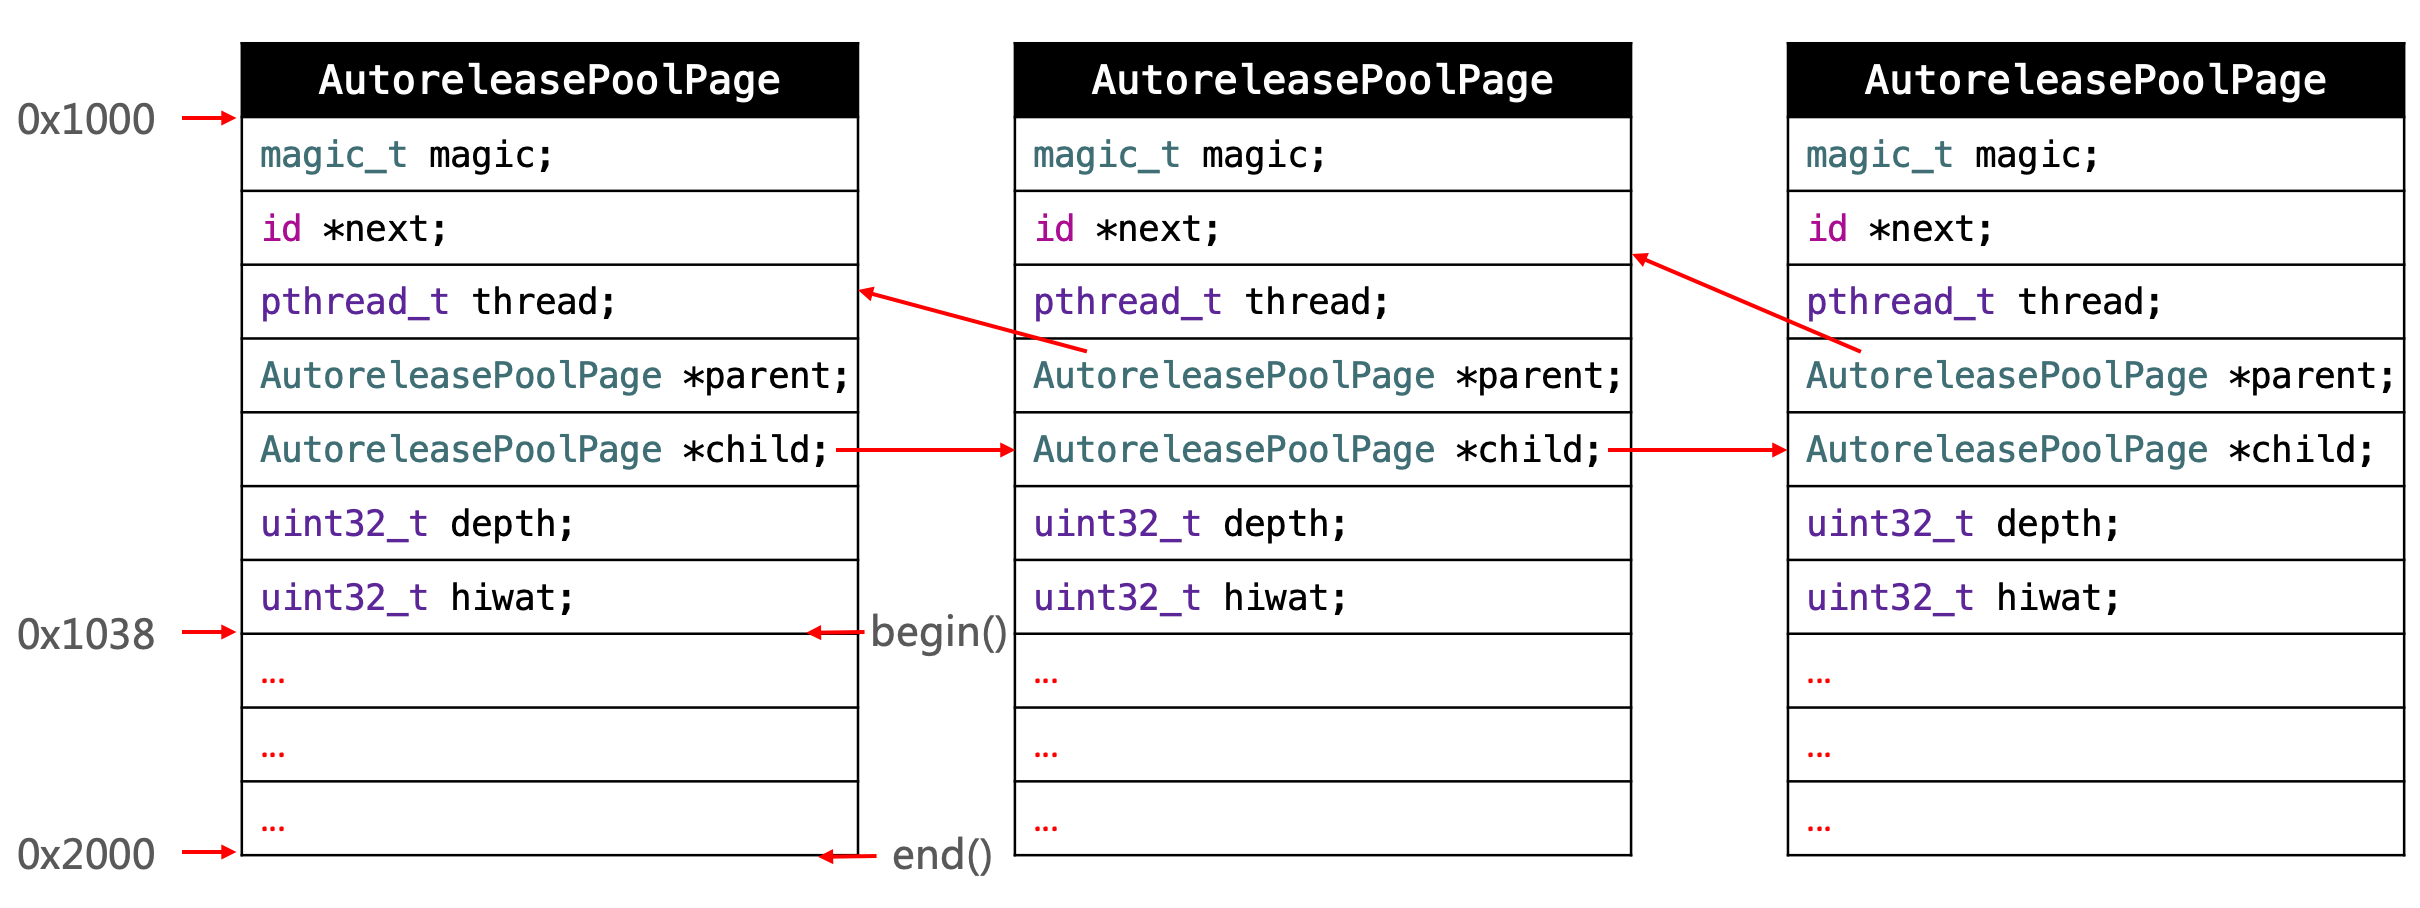 AutoreleasePoolPage
0x1000
magic_t magic;
id *next;
pthread_t thread;
AutoreleasePoolPage *parent;
AutoreleasePoolPage *child;
uint32_t depth;
uint32_t hiwat;
0x1038
begin()
...
...
...
0x2000
end()
AutoreleasePoolPage
magic_t magic;
id *next;
pthread_t thread;
AutoreleasePoolPage *parent;
AutoreleasePoolPage *child;
uint32_t depth;
uint32_t hiwat;
...
...
...
AutoreleasePoolPage
magic_t magic;
id *next;
pthread_t thread;
AutoreleasePoolPage *parent;
AutoreleasePoolPage *child;
uint32_t depth;
uint32_t hiwat;
...
...
...